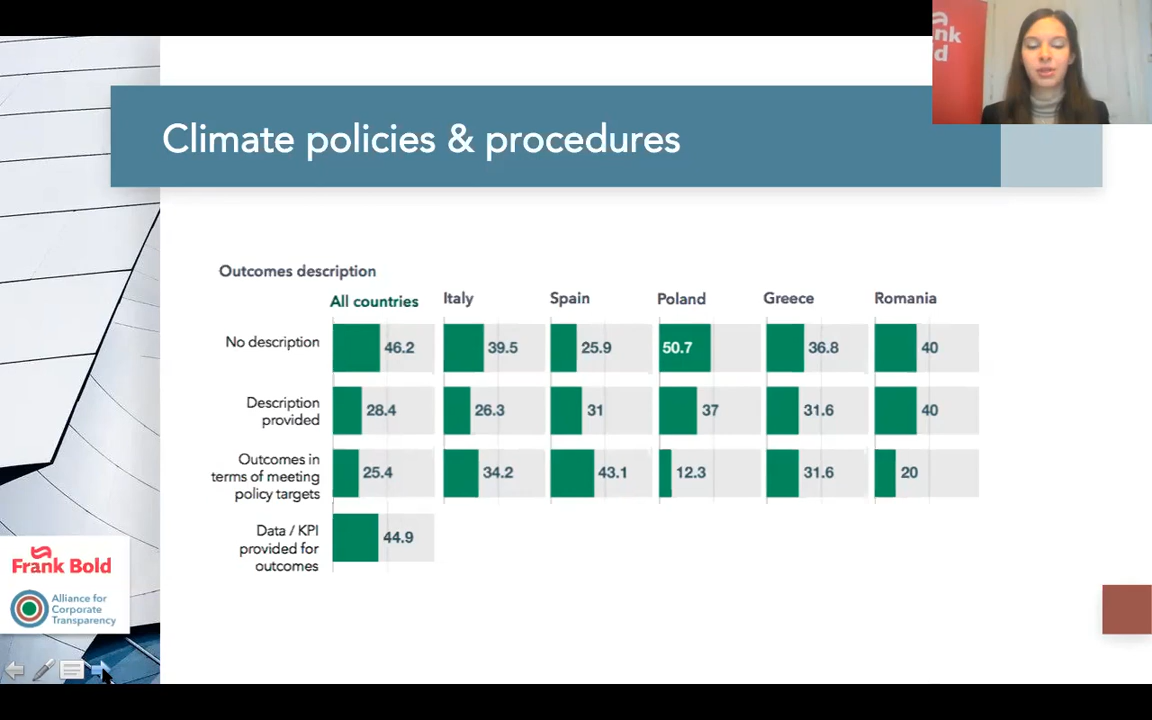 nk
d
Climate policies & procedures
Outcomes description
All countries Italy Spain Poland Greece Romania
No description 46.2 39.5 25.9 50.7 36.8 40
Description
provided 28.4 26.3 31 37 31.6 40
Outcomes in
terms of meeting
policy targets 25.4 34.2 43.1 12.3 31.6 20
Data / KPI
provided for
outcomes 44.9
Frank Bold
Alliance for
Corporate
Transparency